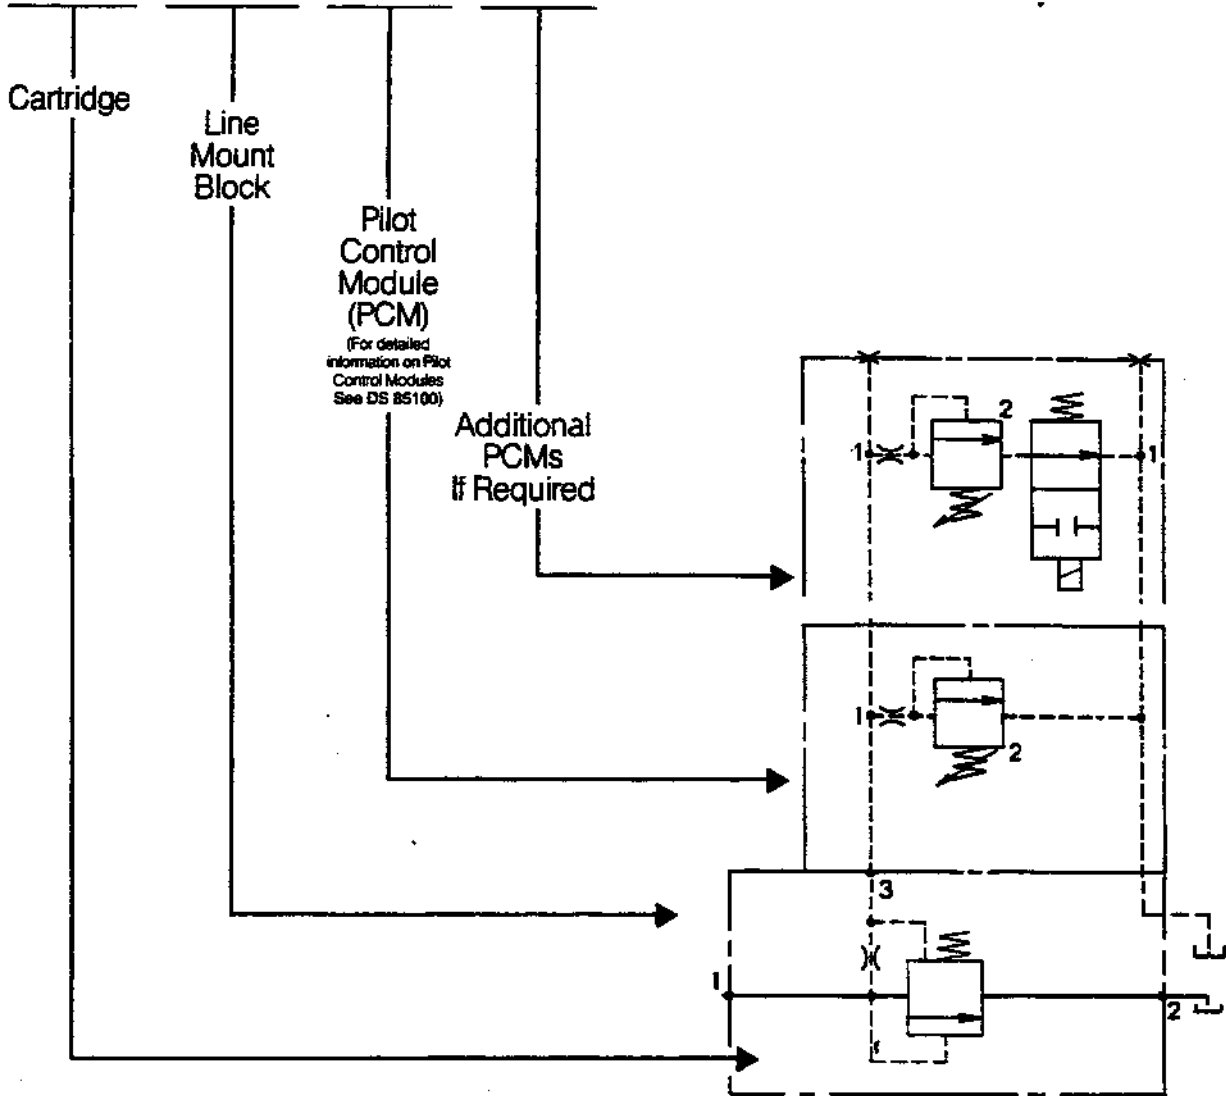 Cartridge
Line
Mount
Block
Pilot
Control
Module
(PCM)
(For detailed
information on Pilot
Control Modules
See DS 85100)
Additional
PCMs
If Required
2
1
1
1
2
3
1
2